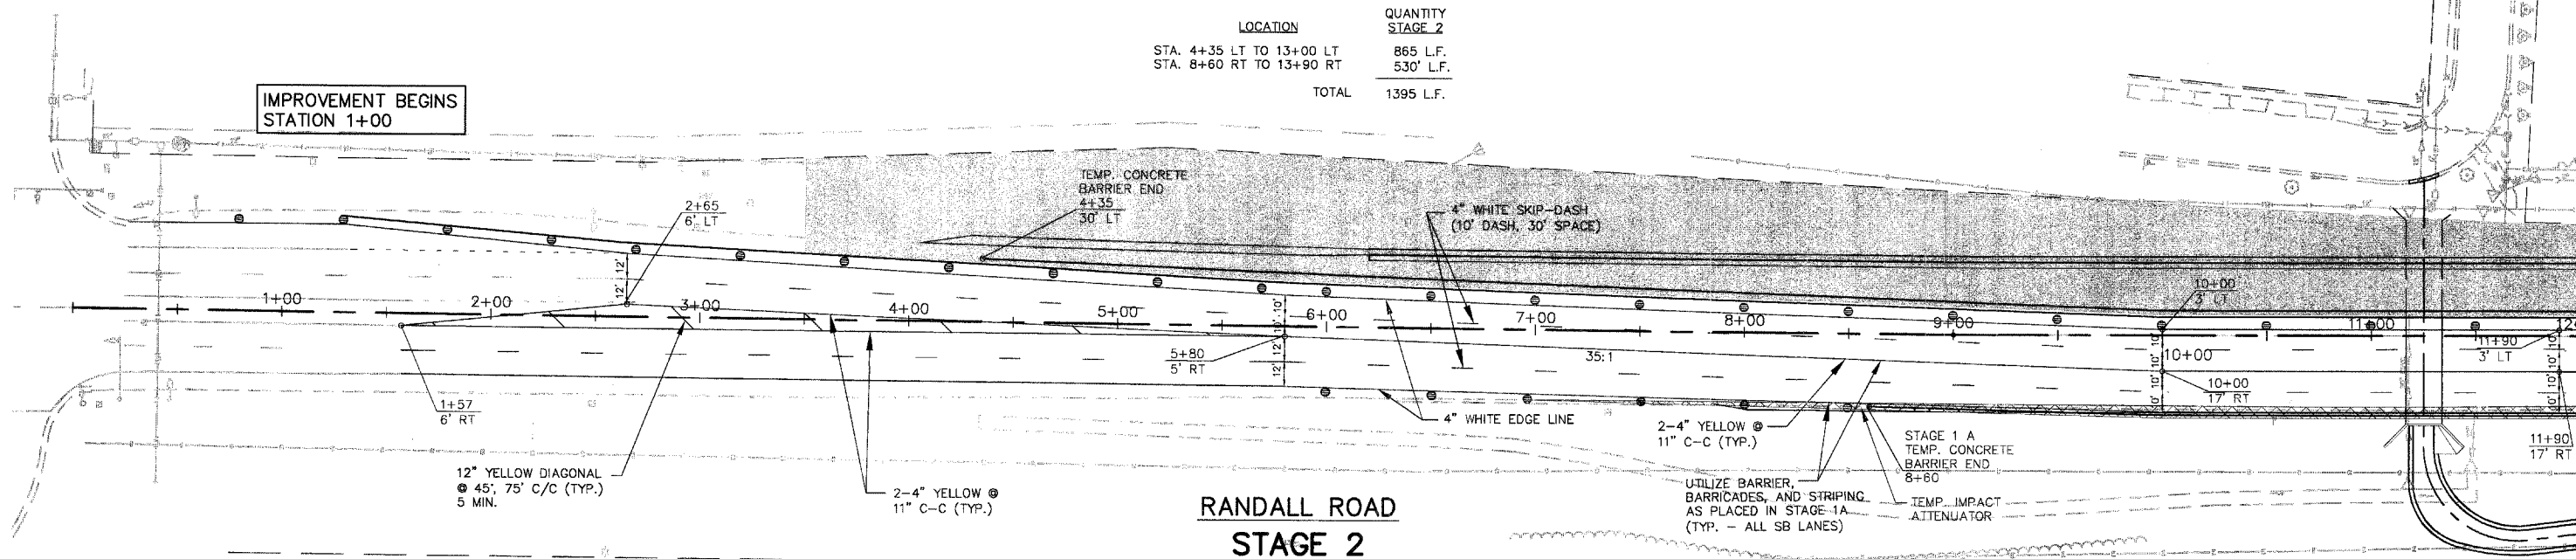 LOCATION
QUANTITY
STAGE 2
STA. 4+35 LT TO 13+00 LT
865 L.F.
STA. 8+60 RT TO 13+90 RT
530' L.F.
TOTAL
1395 L.F.
IMPROVEMENT BEGINS
STATION 1+00
2+65
6' LT
TEMP. CONCRETE
BARRIER END
4+35
30' LT
4" WHITE SKIP-DASH
(10' DASH, 30' SPACE)
12'
12'
1+00
2+00
3+00
4+00
5+00
6+00
7+00
8+00
9+00
10+00
3' LT
11+00
10'
10'
12'
12'
5+80
5' RT
35:1
10'
10'
10+00
10'
10+00
17' RT
11+90
3' LT
10'
10'
10'
11+90
17' RT
1+57
6' RT
4" WHITE EDGE LINE
2-4" YELLOW @
11" C-C (TYP.)
STAGE 1 A
TEMP. CONCRETE
BARRIER END
8+60
12" YELLOW DIAGONAL
@ 45°, 75' C/C (TYP.)
5 MIN.
2-4" YELLOW @
11" C-C (TYP.)
UTILIZE BARRIER,
BARRICADES, AND STRIPING
AS PLACED IN STAGE 1A
(TYP. - ALL SB LANES)
TEMP. IMPACT
ATTENUATOR
RANDALL ROAD
STAGE 2